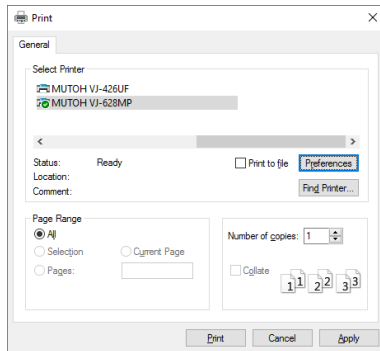 Print
General
Select Printer
MUTOH VJ-426UF
MUTOH VJ-628MP
Status: Ready
Print to file
Preferences
Location:
Comment:
Find Printer...
Page Range
All
Selection
Current Page
Pages:
Number of copies: 1
Collate
1 1 2 2 3 3
Print
Cancel
Apply